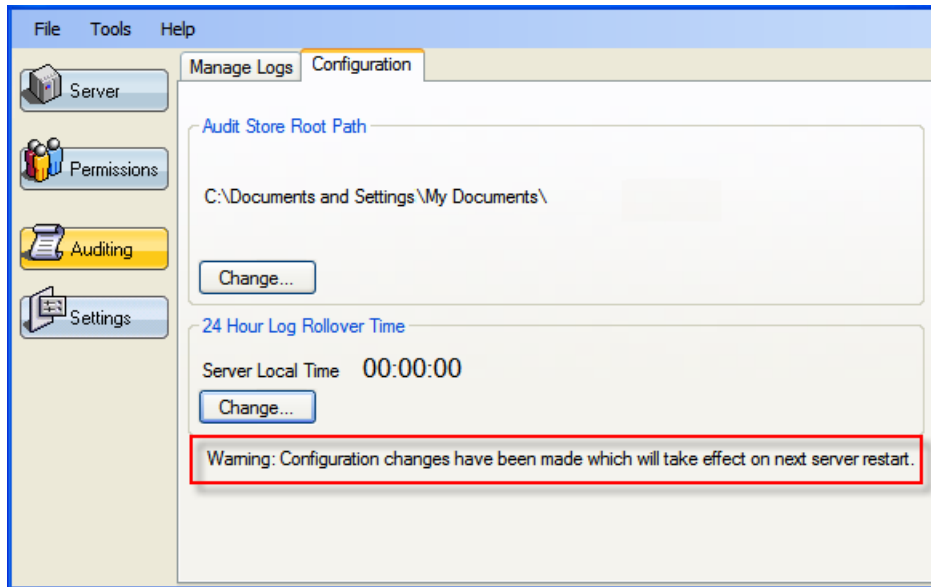 File Tools Help
Manage Logs Configuration
Server
Permissions
Auditing
Settings
Audit Store Root Path
C:\Documents and Settings\My Documents\
Change...
24 Hour Log Rollover Time
Server Local Time 00:00:00
Change...
Warning: Configuration changes have been made which will take effect on next server restart.